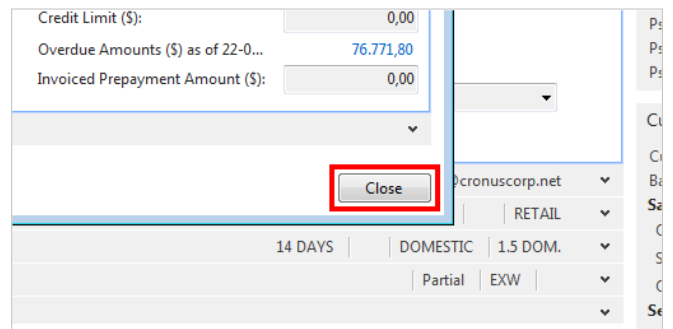 Credit Limit ($): 0,00
Overdue Amounts ($) as of 22-0... 76.771,80
Invoiced Prepayment Amount ($): 0,00
Close
@cronuscorp.net
RETAIL
14 DAYS DOMESTIC 1.5 DOM.
Partial EXW